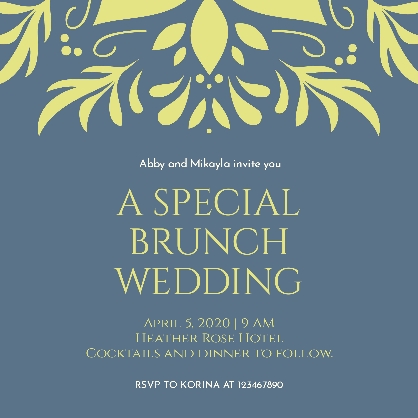 Abby and Mikayla invite you
A SPECIAL
BRUNCH
WEDDING
April 5, 2020 | 9 AM
Heather Rose Hotel
Cocktails and dinner to follow.
RSVP TO KORINA AT 123467890